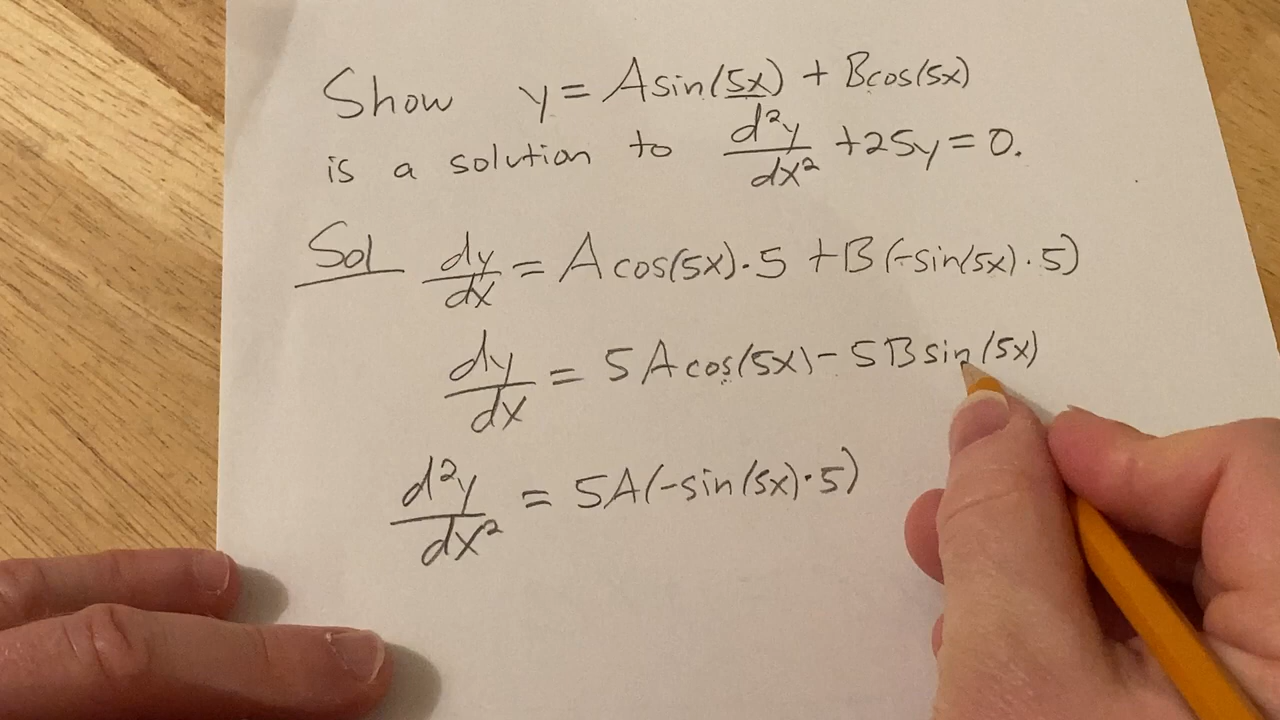 Show y = A sin(5x) + B cos(5x)
is a solution to d²y/dx² + 25y = 0.
Sol dy/dx = A cos(5x) · 5 + B(-sin(5x) · 5)
dy/dx = 5A cos(5x) - 5B sin(5x)
d²y/dx² = 5A(-sin(5x) · 5)